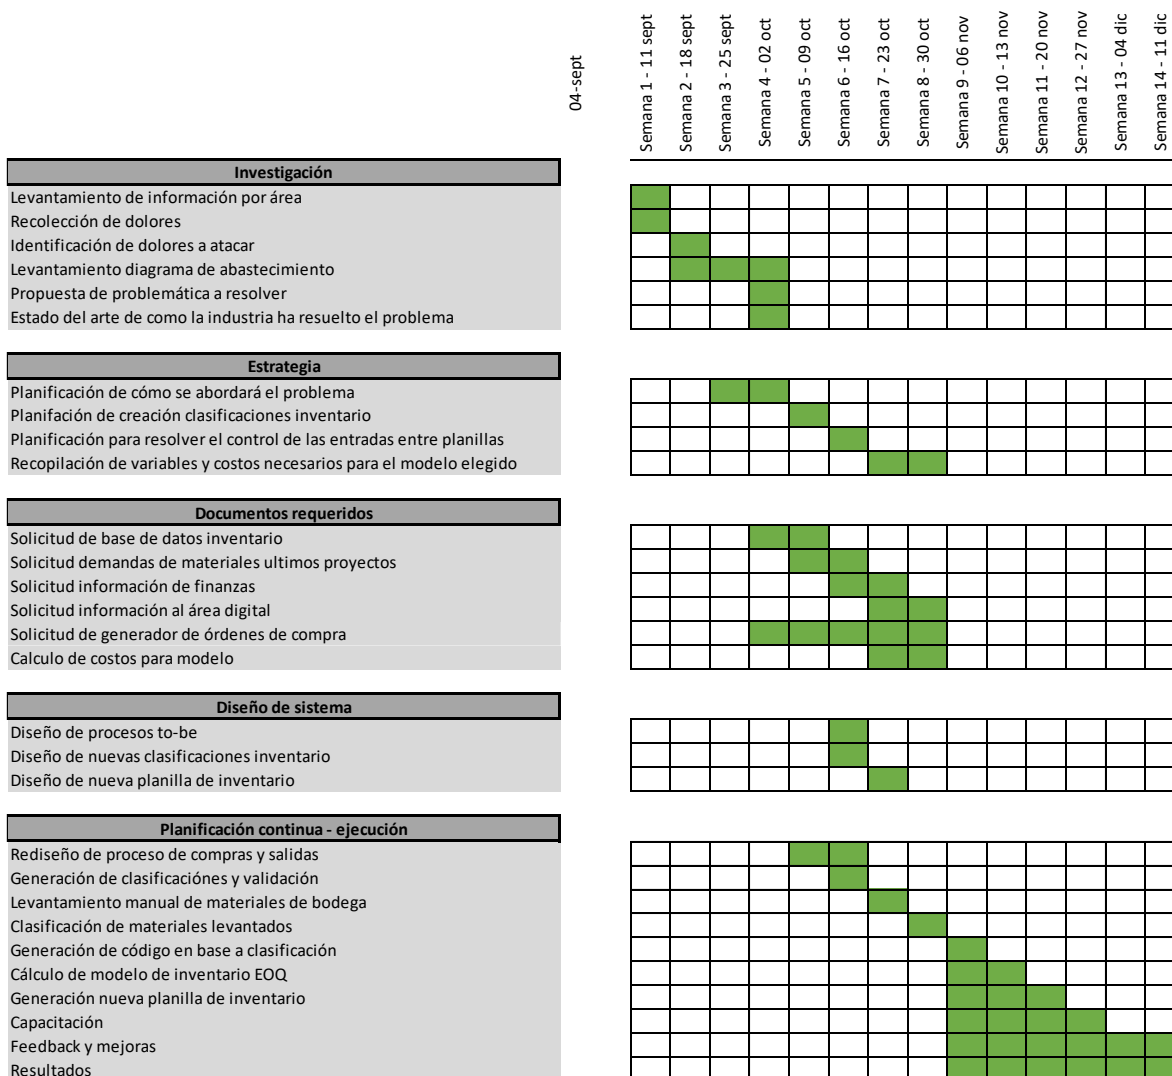 04-sept
Semana 1 - 11 sept
Semana 2 - 18 sept
Semana 3 - 25 sept
Semana 4 - 02 oct
Semana 5 - 09 oct
Semana 6 - 16 oct
Semana 7 - 23 oct
Semana 8 - 30 oct
Semana 9 - 06 nov
Semana 10 - 13 nov
Semana 11 - 20 nov
Semana 12 - 27 nov
Semana 13 - 04 dic
Semana 14 - 11 dic
Investigación
Levantamiento de información por área
Recolección de dolores
Identificación de dolores a atacar
Levantamiento diagrama de abastecimiento
Propuesta de problemática a resolver
Estado del arte de como la industria ha resuelto el problema
Estrategia
Planificación de cómo se abordará el problema
Planifación de creación clasificaciones inventario
Planificación para resolver el control de las entradas entre planillas
Recopilación de variables y costos necesarios para el modelo elegido
Documentos requeridos
Solicitud de base de datos inventario
Solicitud demandas de materiales ultimos proyectos
Solicitud información de finanzas
Solicitud información al área digital
Solicitud de generador de órdenes de compra
Calculo de costos para modelo
Diseño de sistema
Diseño de procesos to-be
Diseño de nuevas clasificaciones inventario
Diseño de nueva planilla de inventario
Planificación continua - ejecución
Rediseño de proceso de compras y salidas
Generación de clasificaciónes y validación
Levantamiento manual de materiales de bodega
Clasificación de materiales levantados
Generación de código en base a clasificación
Cálculo de modelo de inventario EOQ
Generación nueva planilla de inventario
Capacitación
Feedback y mejoras
Resultados